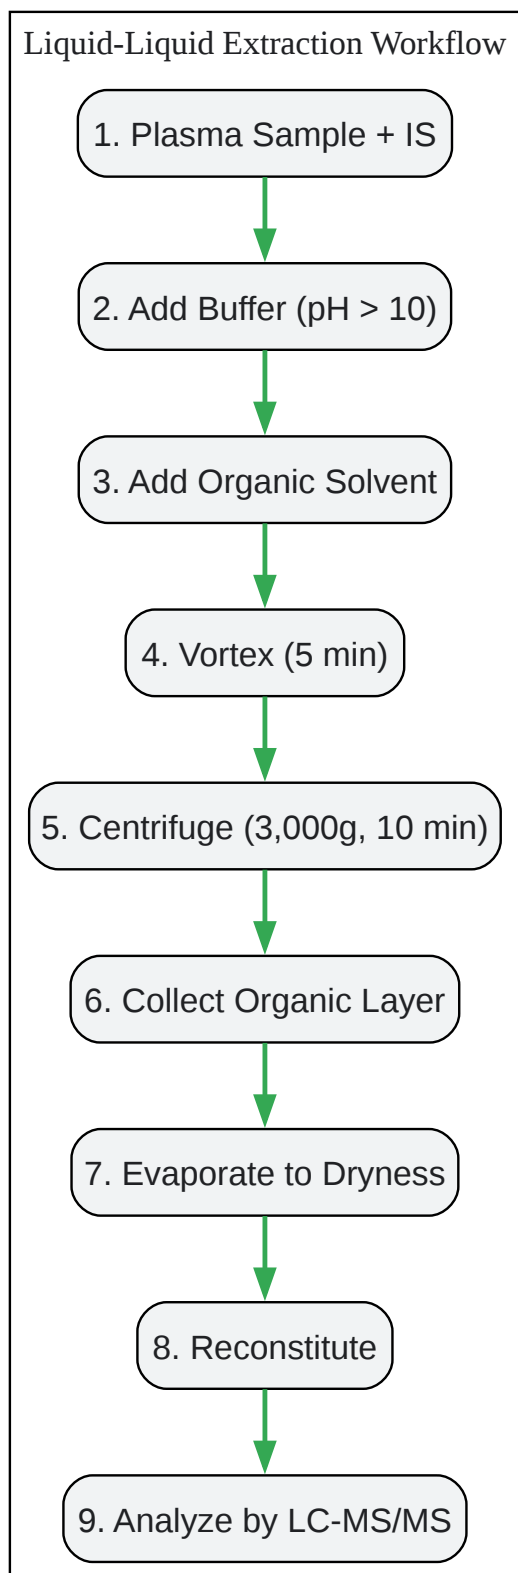 Liquid-Liquid Extraction Workflow
1. Plasma Sample + IS
2. Add Buffer (pH > 10)
3. Add Organic Solvent
4. Vortex (5 min)
5. Centrifuge (3,000g, 10 min)
6. Collect Organic Layer
7. Evaporate to Dryness
8. Reconstitute
9. Analyze by LC-MS/MS